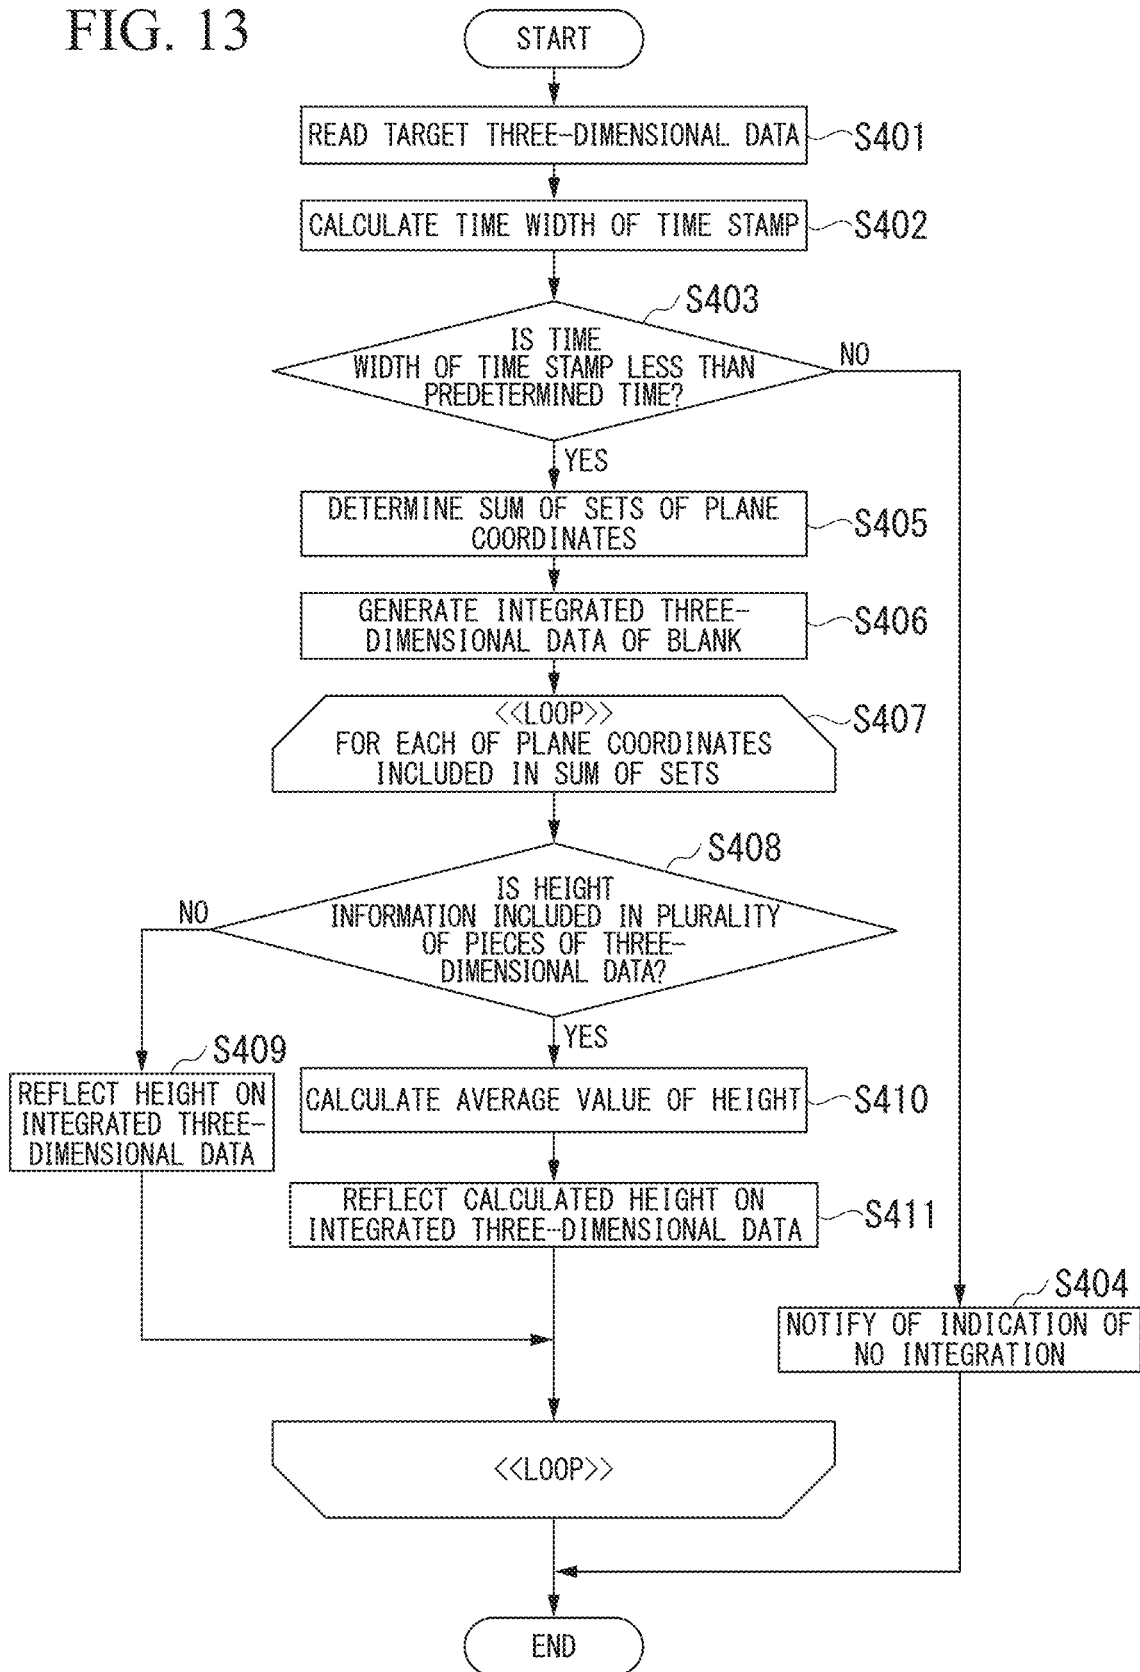 FIG. 13
START
READ TARGET THREE-DIMENSIONAL DATA
S401
CALCULATE TIME WIDTH OF TIME STAMP
S402
S403
IS TIME
WIDTH OF TIME STAMP LESS THAN
PREDETERMINED TIME?
NO
YES
DETERMINE SUM OF SETS OF PLANE
COORDINATES
S405
GENERATE INTEGRATED THREE-
DIMENSIONAL DATA OF BLANK
S406
<<LOOP>>
FOR EACH OF PLANE COORDINATES
INCLUDED IN SUM OF SETS
S407
S408
IS HEIGHT
INFORMATION INCLUDED IN PLURALITY
OF PIECES OF THREE-
DIMENSIONAL DATA?
NO
YES
S409
REFLECT HEIGHT ON
INTEGRATED THREE-
DIMENSIONAL DATA
CALCULATE AVERAGE VALUE OF HEIGHT
S410
REFLECT CALCULATED HEIGHT ON
INTEGRATED THREE-DIMENSIONAL DATA
S411
S404
NOTIFY OF INDICATION OF
NO INTEGRATION
<<LOOP>>
END